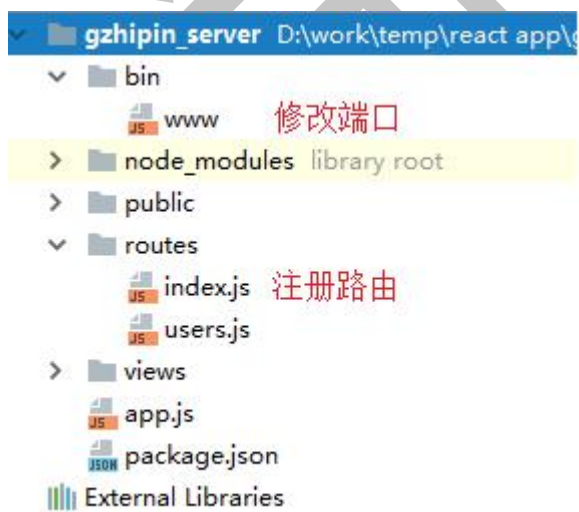 gzhipin_server D:\work\temp\react app\g
bin
www 修改端口
node_modules library root
public
routes
index.js 注册路由
users.js
views
app.js
package.json
External Libraries